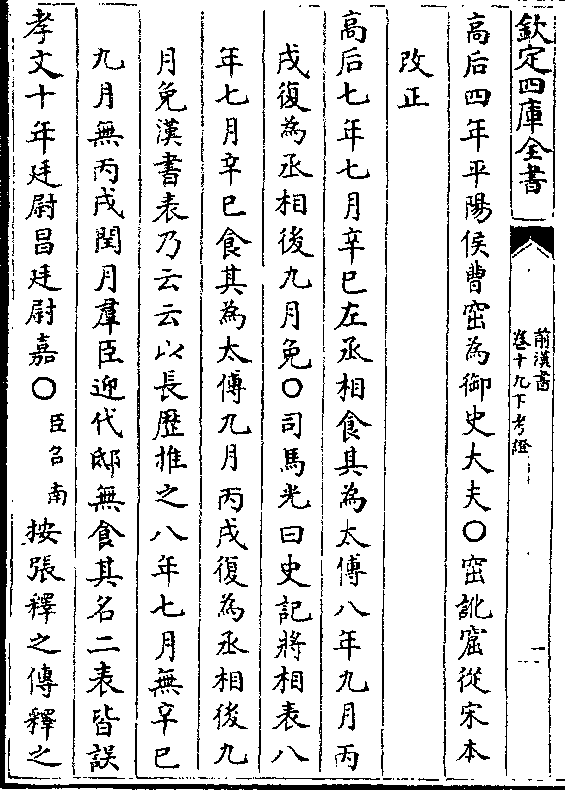 欽定四庫全書
前漢書
卷十九下考證
一
高后四年平陽侯曹窋為御史大夫○窋訛窟從宋本
改正
高后七年七月辛巳左丞相食其為太傅八年九月丙
戌復為丞相後九月免○司馬光曰史記將相表八
年七月辛巳食其為太傅九月丙戌復為丞相後九
月免漢書表乃云云以長歴推之八年七月無辛巳
九月無丙戌閏月羣臣迎代邸無食其名二表皆誤
孝文十年廷尉昌廷尉嘉○臣召南按張釋之傳釋之